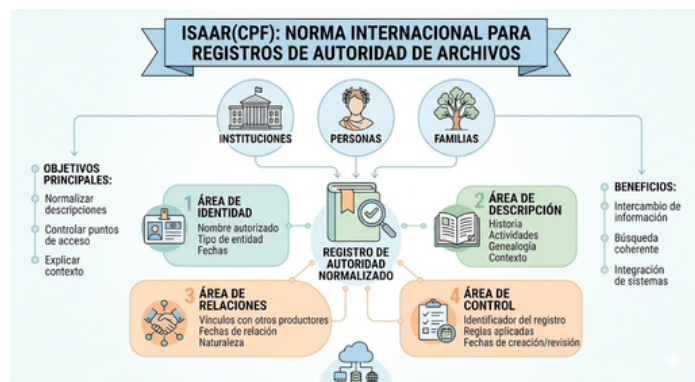 ISAAR(CPF): NORMA INTERNACIONAL PARA
REGISTROS DE AUTORIDAD DE ARCHIVOS
INSTITUCIONES
PERSONAS
FAMILIAS
OBJETIVOS
PRINCIPALES:
Normalizar
descripciones
Controlar puntos
de acceso
Explicar
contexto
1 ÁREA DE
IDENTIDAD
Nombre autorizado
Tipo de entidad
Fechas
REGISTRO DE
AUTORIDAD
NORMALIZADO
2 ÁREA DE
DESCRIPCIÓN
Historia
Actividades
Genealogía
Contexto
BENEFICIOS:
Intercambio de
información
Búsqueda
coherente
Integración
de sistemas
3 ÁREA DE
RELACIONES
Vínculos con otros productores
Fechas de relación
Naturaleza
4 ÁREA DE
CONTROL
Identificador del registro
Reglas aplicadas
Fechas de creación/revisión